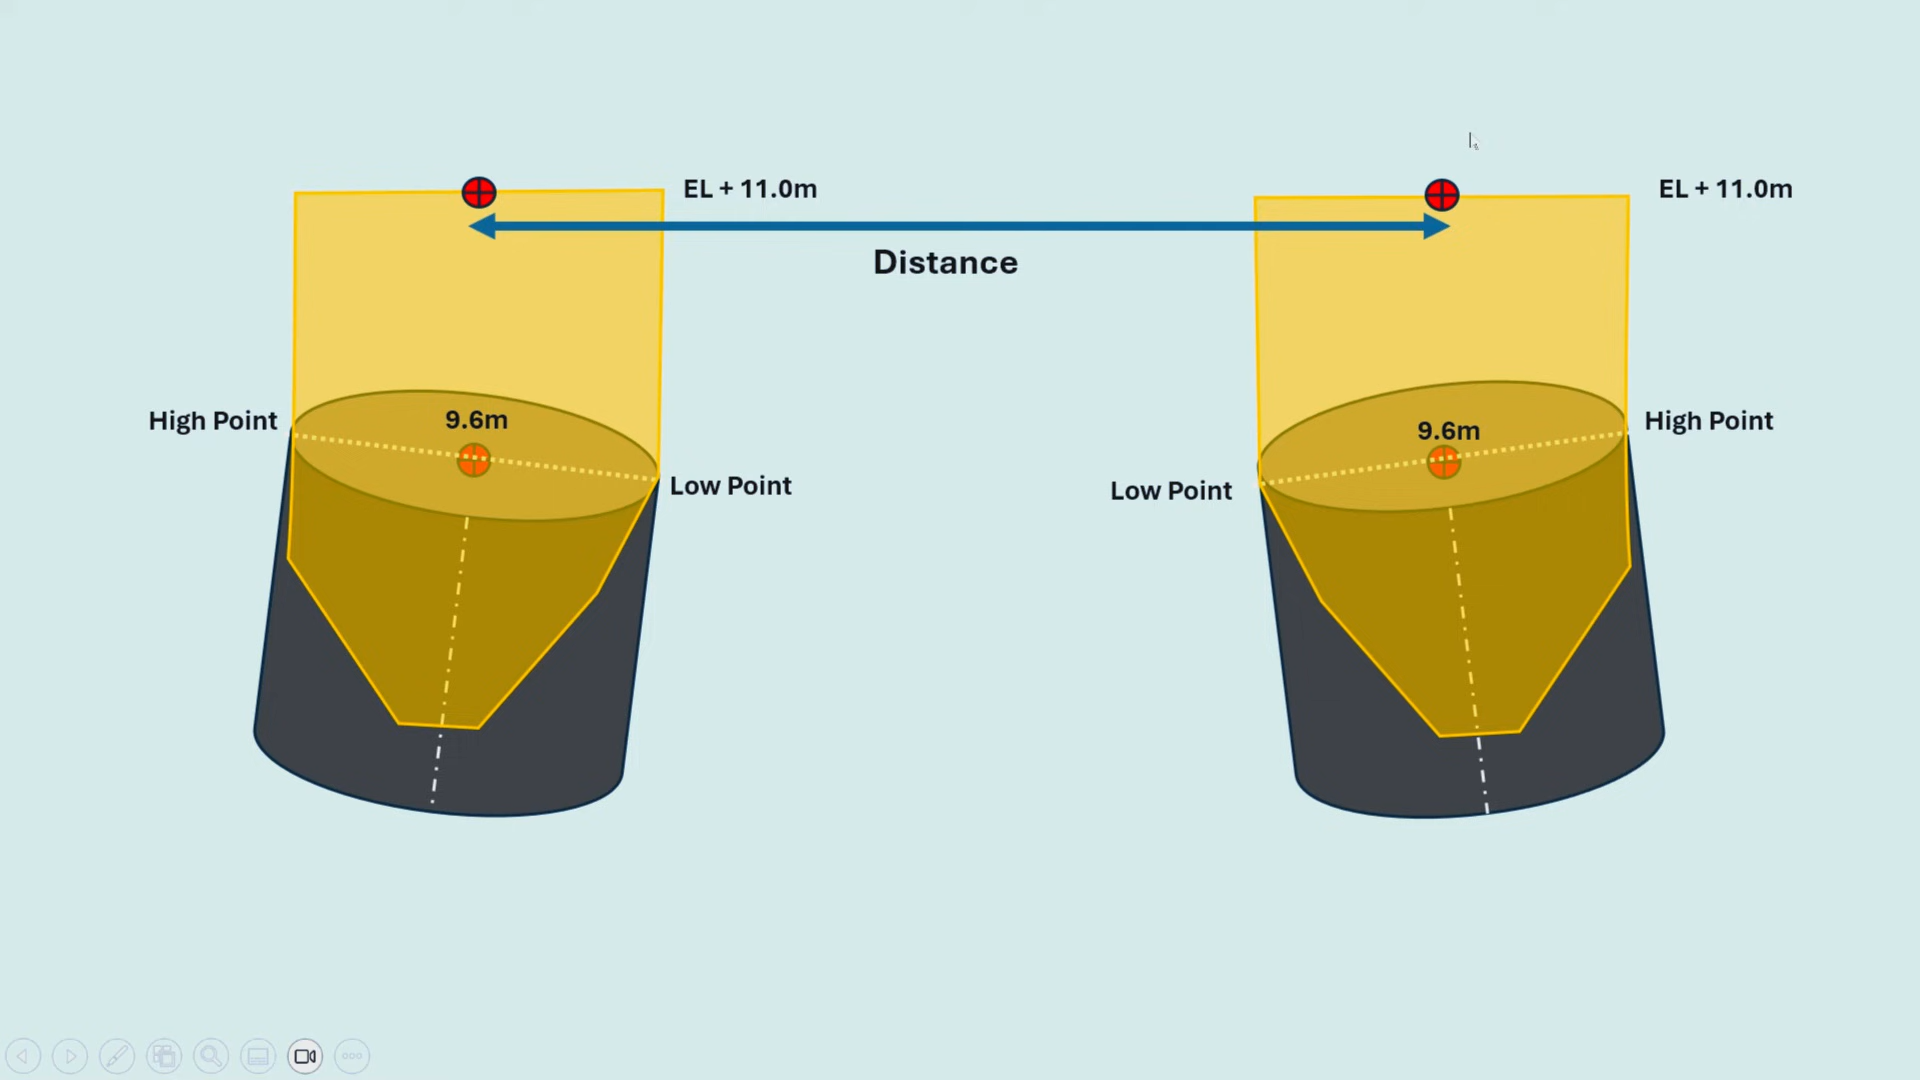 EL + 11.0m
EL + 11.0m
Distance
High Point
9.6m
9.6m
High Point
Low Point
Low Point